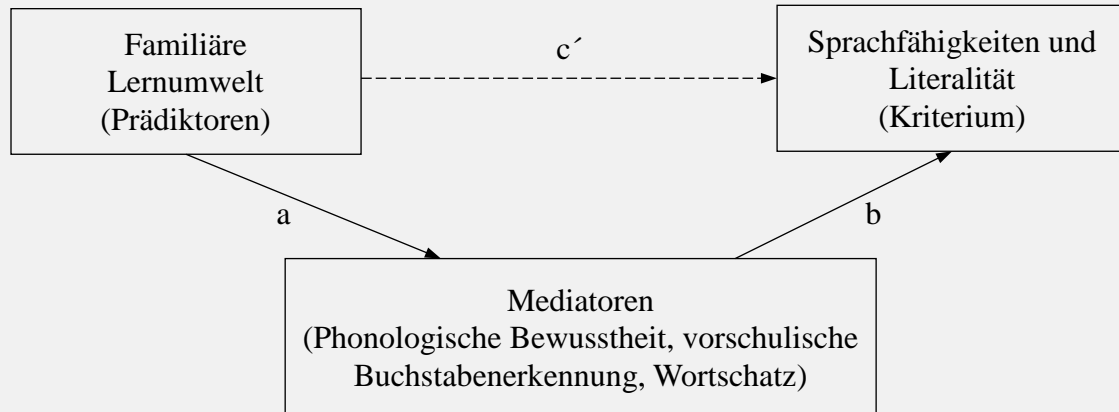 Familiäre
Lernumwelt
(Prädiktoren)
c´
Sprachfähigkeiten und
Literalität
(Kriterium)
a
b
Mediatoren
(Phonologische Bewusstheit, vorschulische
Buchstabenerkennung, Wortschatz)